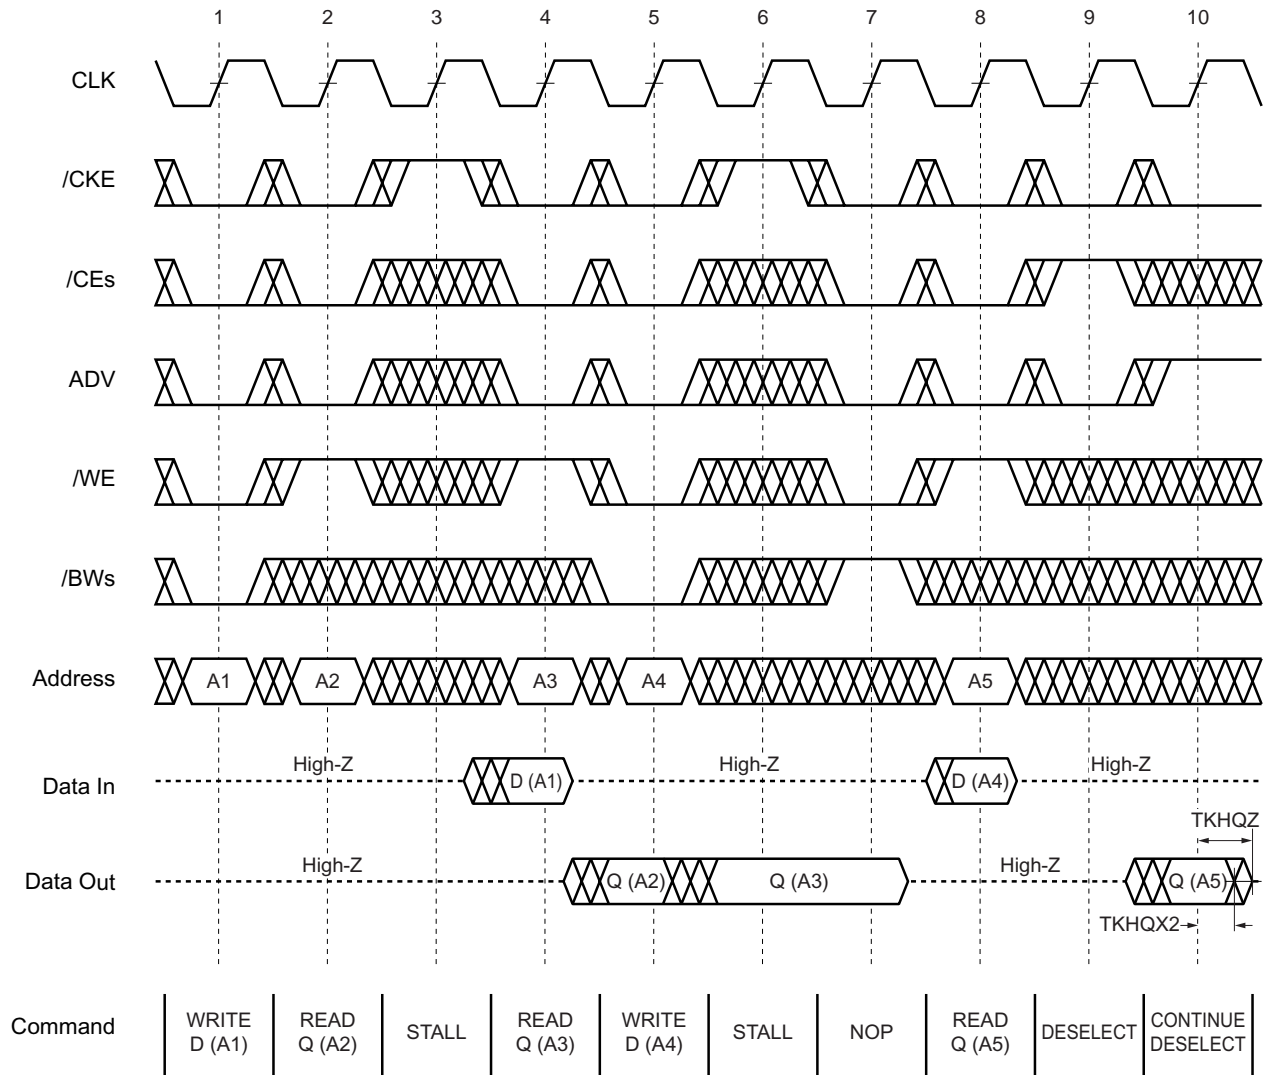 1 2 3 4 5 6 7 8 9 10
CLK
/CKE
/CEs
ADV
/WE
/BWs
Address A1 A2 A3 A4 A5
Data In High-Z D (A1) High-Z D (A4) High-Z
TKHQZ
Data Out High-Z Q (A2) Q (A3) High-Z Q (A5)
TKHQX2
Command
WRITE
D (A1)
READ
Q (A2)
STALL
READ
Q (A3)
WRITE
D (A4)
STALL
NOP
READ
Q (A5)
DESELECT
CONTINUE
DESELECT